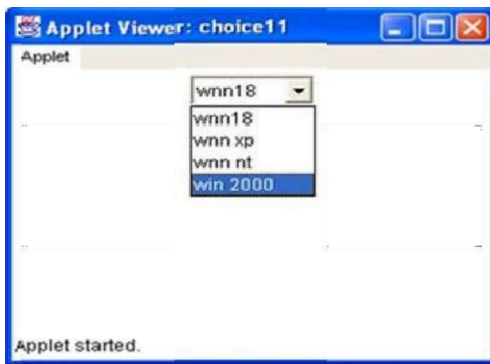 Applet Viewer: choice11
Applet
wnn18
wnn18
wnn xp
wnn nt
win 2000
Applet started.